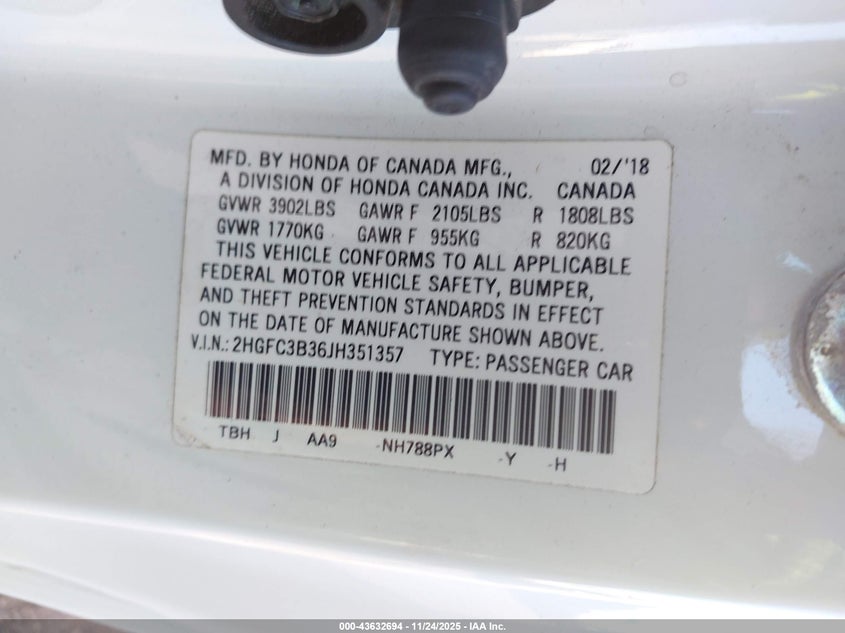 MFD. BY HONDA OF CANADA MFG., 02/'18
A DIVISION OF HONDA CANADA INC. CANADA
GVWR 3902LBS GAWR F 2105LBS R 1808LBS
GVWR 1770KG GAWR F 955KG R 820KG
THIS VEHICLE CONFORMS TO ALL APPLICABLE
FEDERAL MOTOR VEHICLE SAFETY, BUMPER,
AND THEFT PREVENTION STANDARDS IN EFFECT
ON THE DATE OF MANUFACTURE SHOWN ABOVE.
V.I.N.: 2HGFC3B36JH351357 TYPE: PASSENGER CAR
TBH J AA9 -NH788PX -Y -H
000-43632694 | 11/24/2025 | IAA Inc.